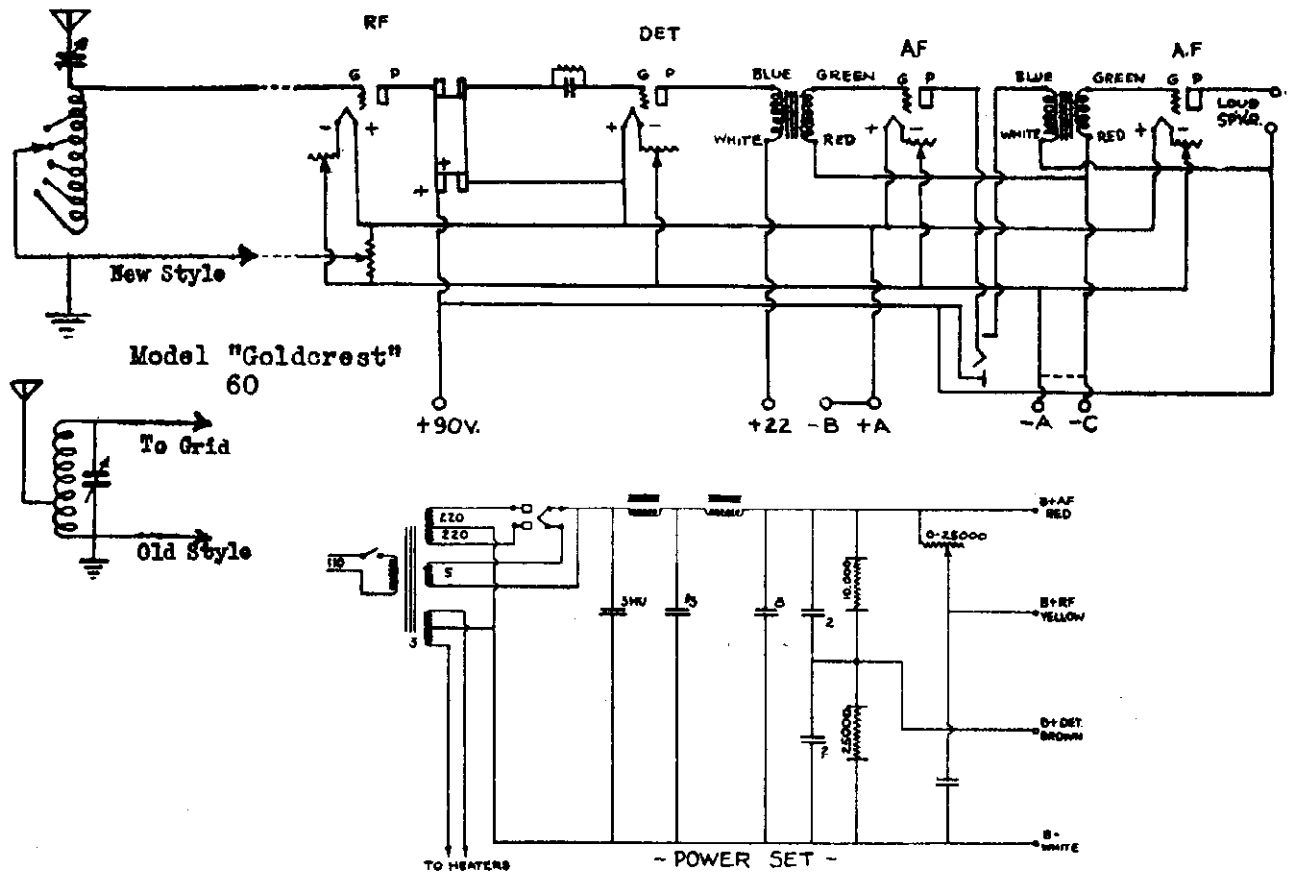 RF
DET
A.F
A.F
G P
G P
BLUE GREEN G P
BLUE GREEN G P
LOUD
SPKR.
- +
+ -
WHITE RED
+ -
WHITE RED
+ -
+
+
New Style
Model "Goldcrest"
60
+90V.
+22 -B +A
-A -C
To Grid
Old Style
110
220
220
5
3
TO HEATERS
8
2
10,000
25000
0-25000
B+AF
RED
B+RF
YELLOW
B+DET.
BROWN
B-
WHITE
~ POWER SET ~